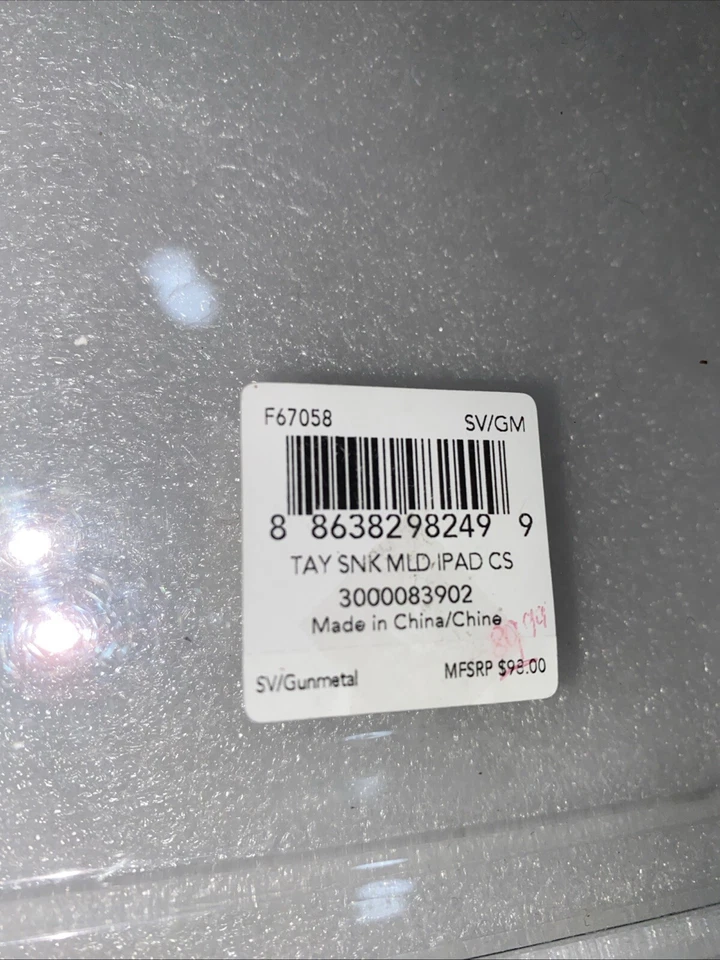 F67058 SV/GM
8 8638298249 9
TAY SNK MLD IPAD CS
3000083902
Made in China/Chine
SV/Gunmetal MFSRP $98.00